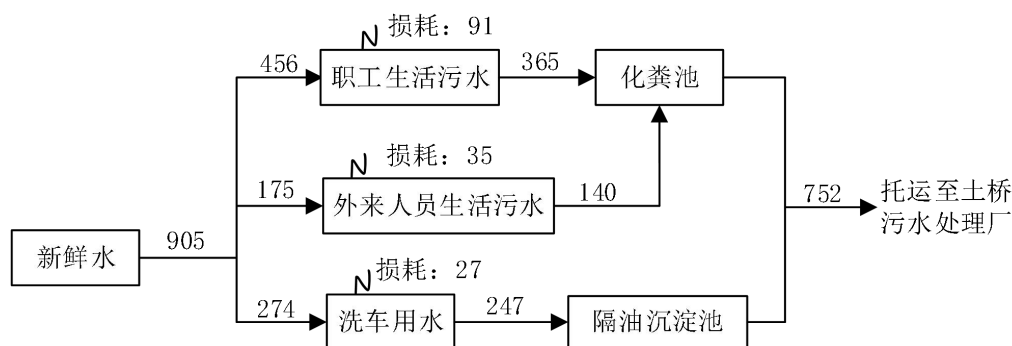 损耗：91
456
职工生活污水
365
化粪池
损耗：35
175
外来人员生活污水
140
752
托运至土桥
污水处理厂
新鲜水
905
损耗：27
274
洗车用水
247
隔油沉淀池